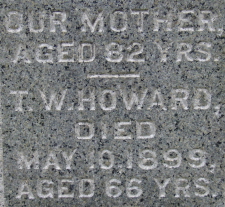 OUR MOTHER,
AGED 82 YRS.
T. W. HOWARD,
DIED
MAY 10, 1899,
AGED 66 YRS.